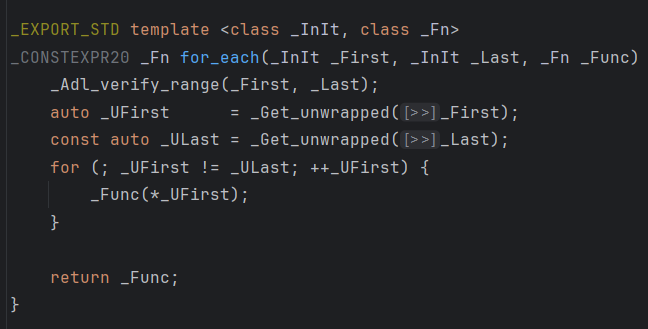 _EXPORT_STD template <class _InIt, class _Fn>
_CONSTEXPR20 _Fn for_each(_InIt _First, _InIt _Last, _Fn _Func)
    _Adl_verify_range(_First, _Last);
    auto _UFirst      = _Get_unwrapped([>>]_First);
    const auto _ULast = _Get_unwrapped([>>]_Last);
    for (; _UFirst != _ULast; ++_UFirst) {
        _Func(*_UFirst);
    }

    return _Func;
}